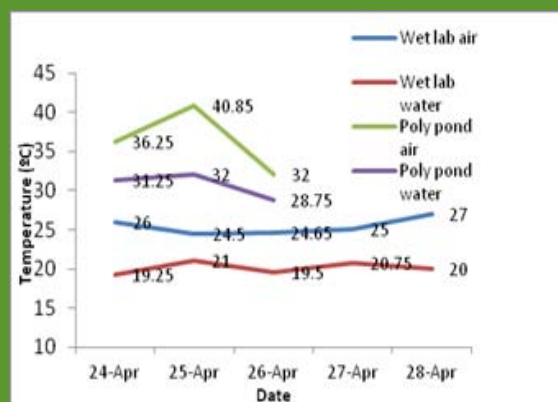 Wet lab air
Wet lab
water
Poly pond
air
Poly pond
water
Temperature (ºC)
45
40
35
30
25
20
15
10
36.25
40.85
32
31.25
32
28.75
26
24.5
24.65
25
27
19.25
21
19.5
20.75
20
24-Apr
25-Apr
26-Apr
27-Apr
28-Apr
Date